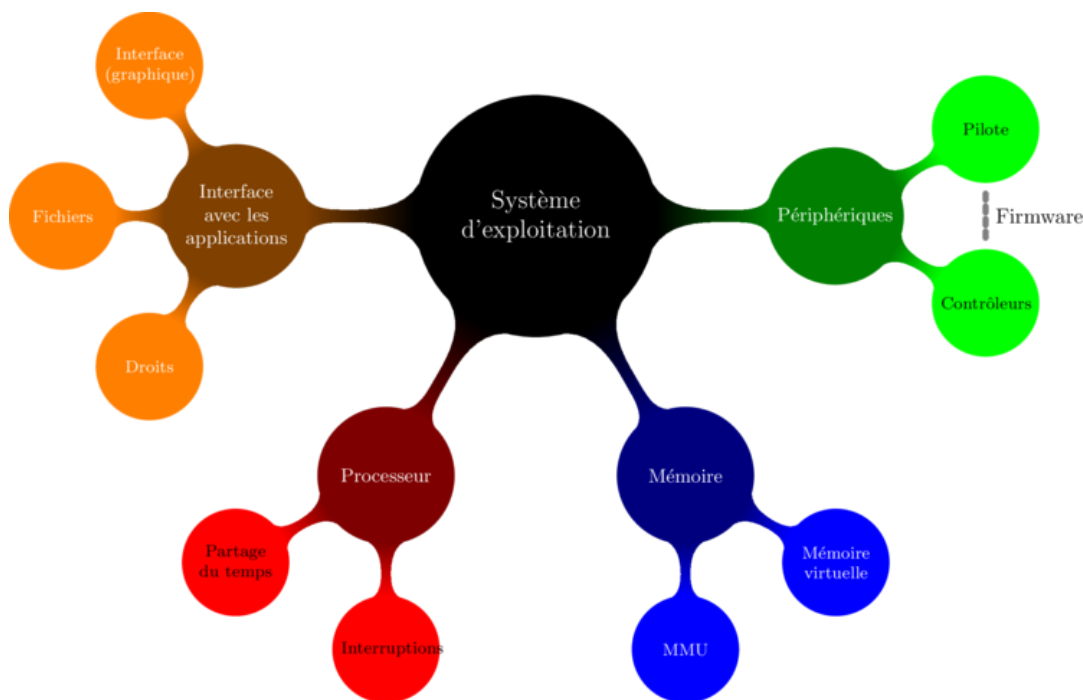 Interface
(graphique)
Fichiers
Interface
avec les
applications
Droits
Système
d'exploitation
Périphériques
Pilote
Firmware
Contrôleurs
Processeur
Partage
du temps
Interruptions
Mémoire
Mémoire
virtuelle
MMU